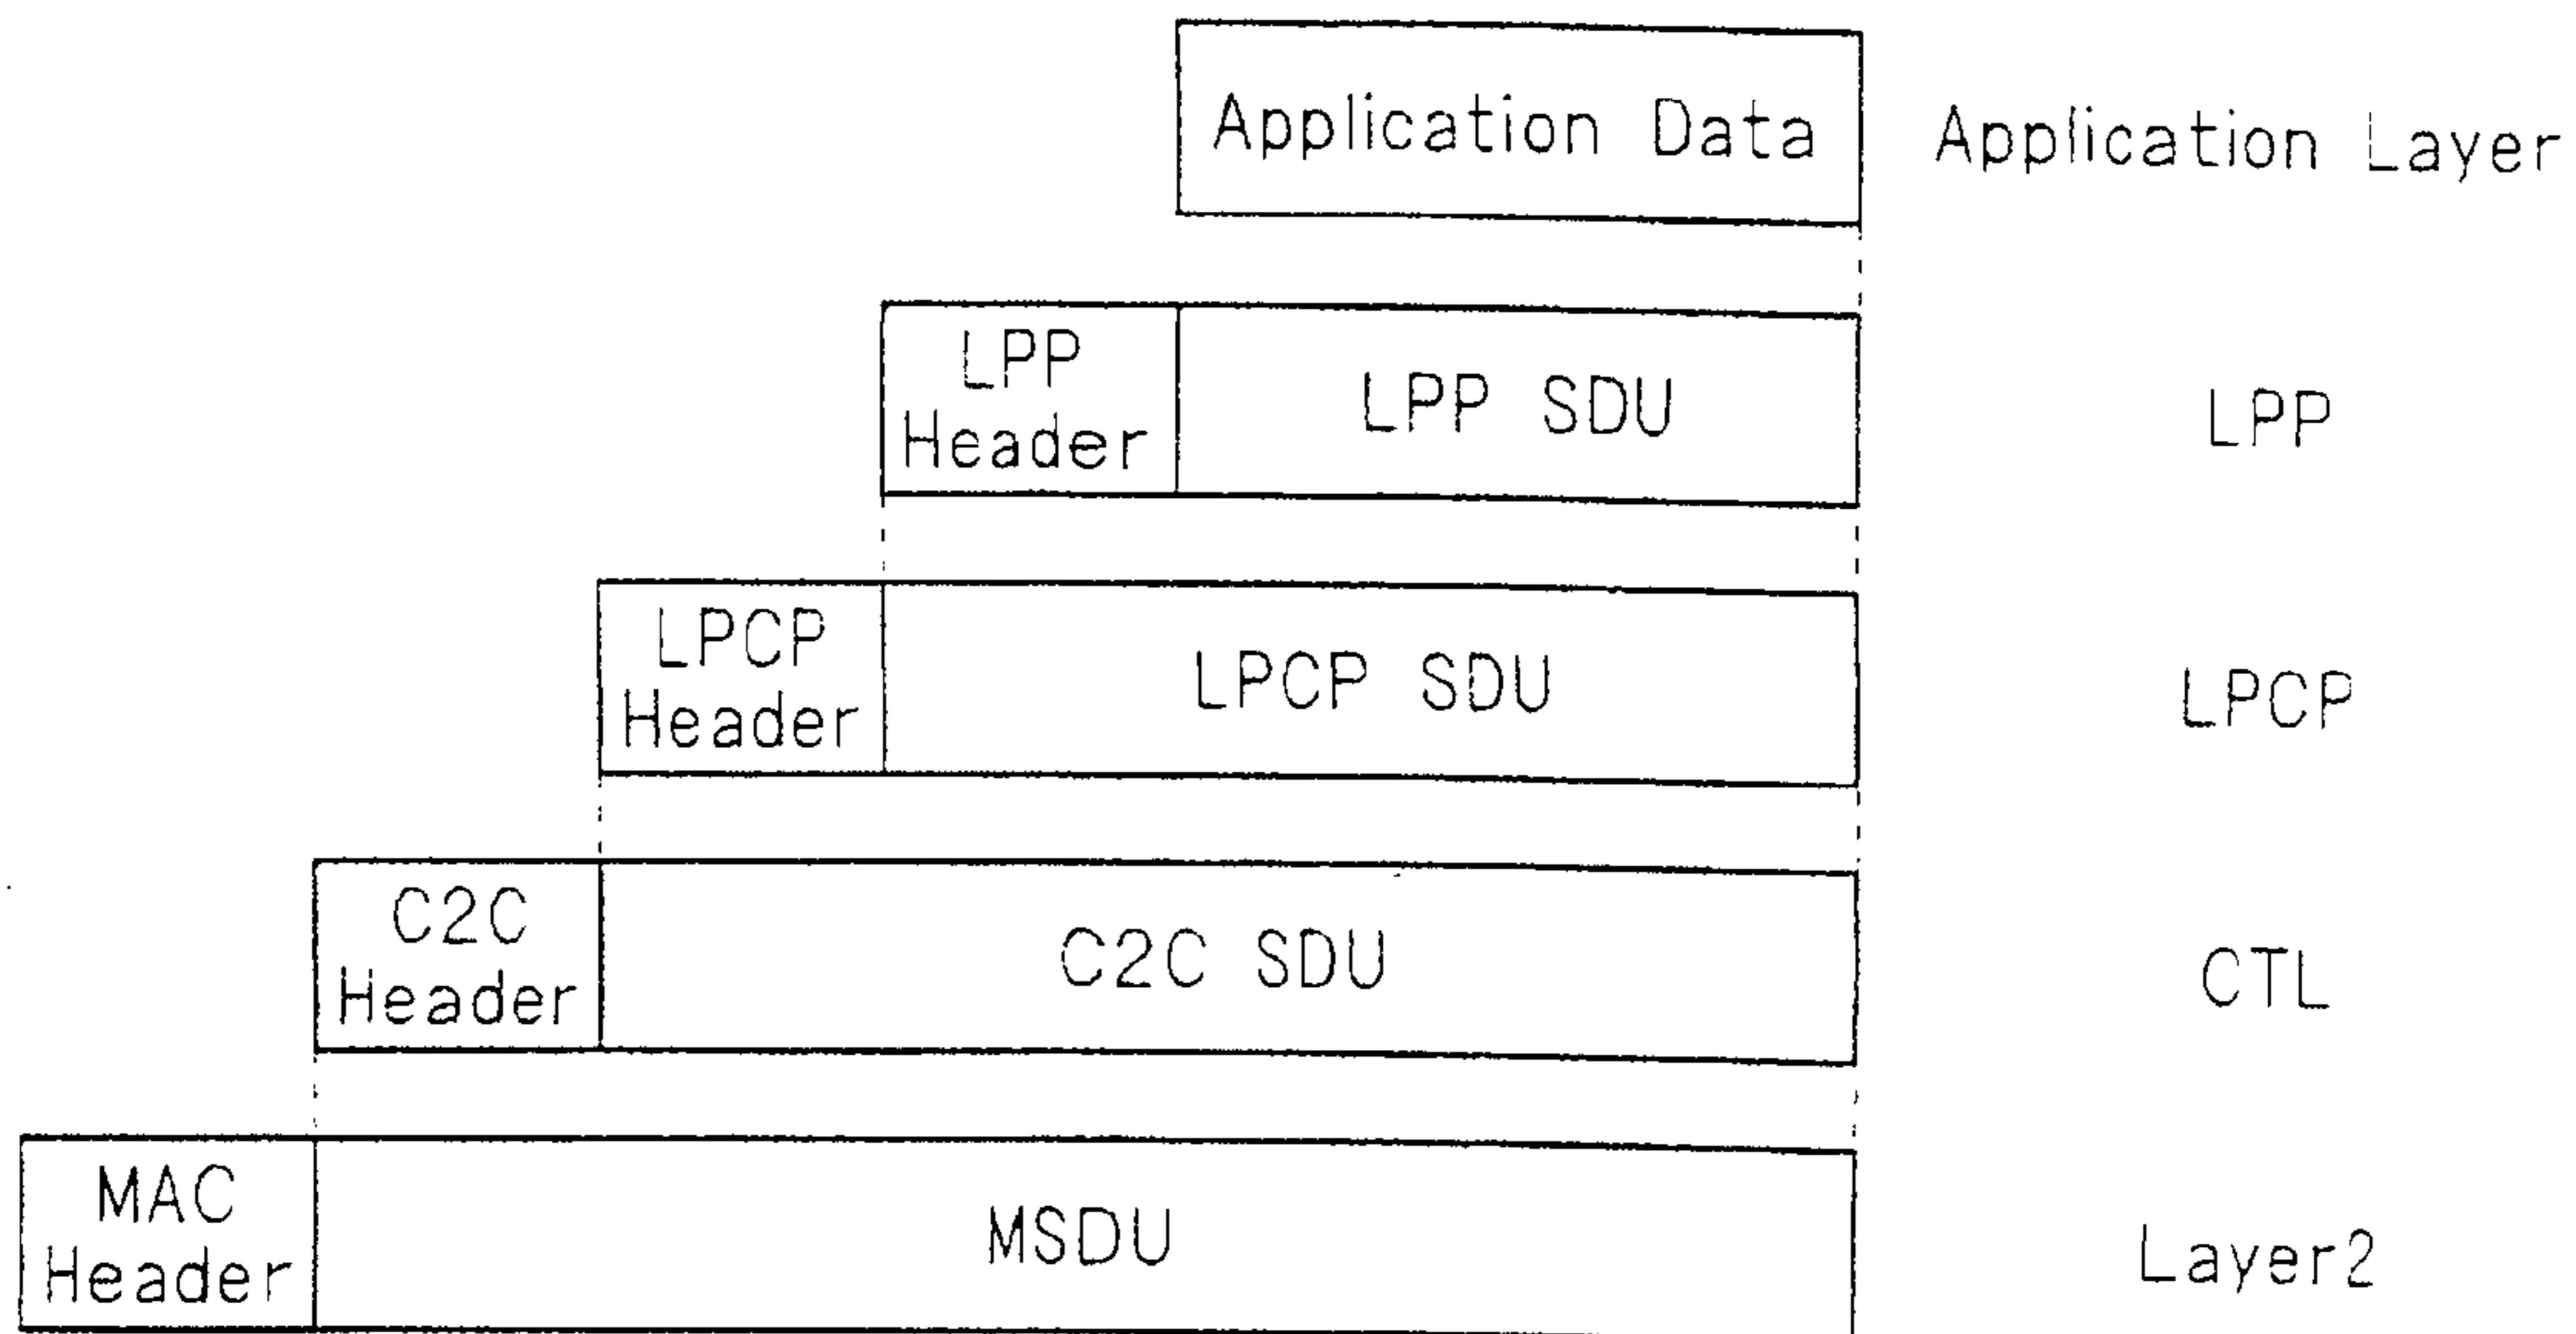 Application Data
Application Layer
LPP
Header
LPP SDU
LPP
LPCP
Header
LPCP SDU
LPCP
C2C
Header
C2C SDU
CTL
MAC
Header
MSDU
Layer2